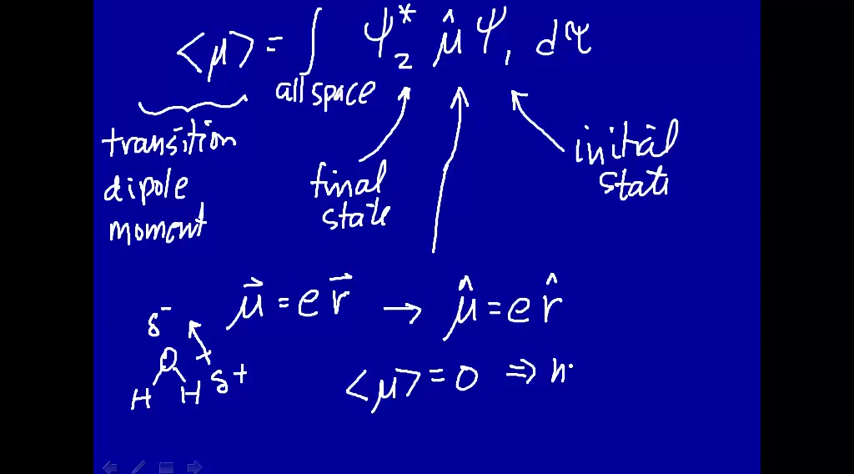 <μ> = ∫ ψ₂* μ̂ ψ₁ dτ
all space
transition
dipole
moment
final
state
initial
state
μ⃗ = e r⃗ → μ̂ = e r̂
δ⁻
O
H H δ+
<μ> = 0 ⇒ n